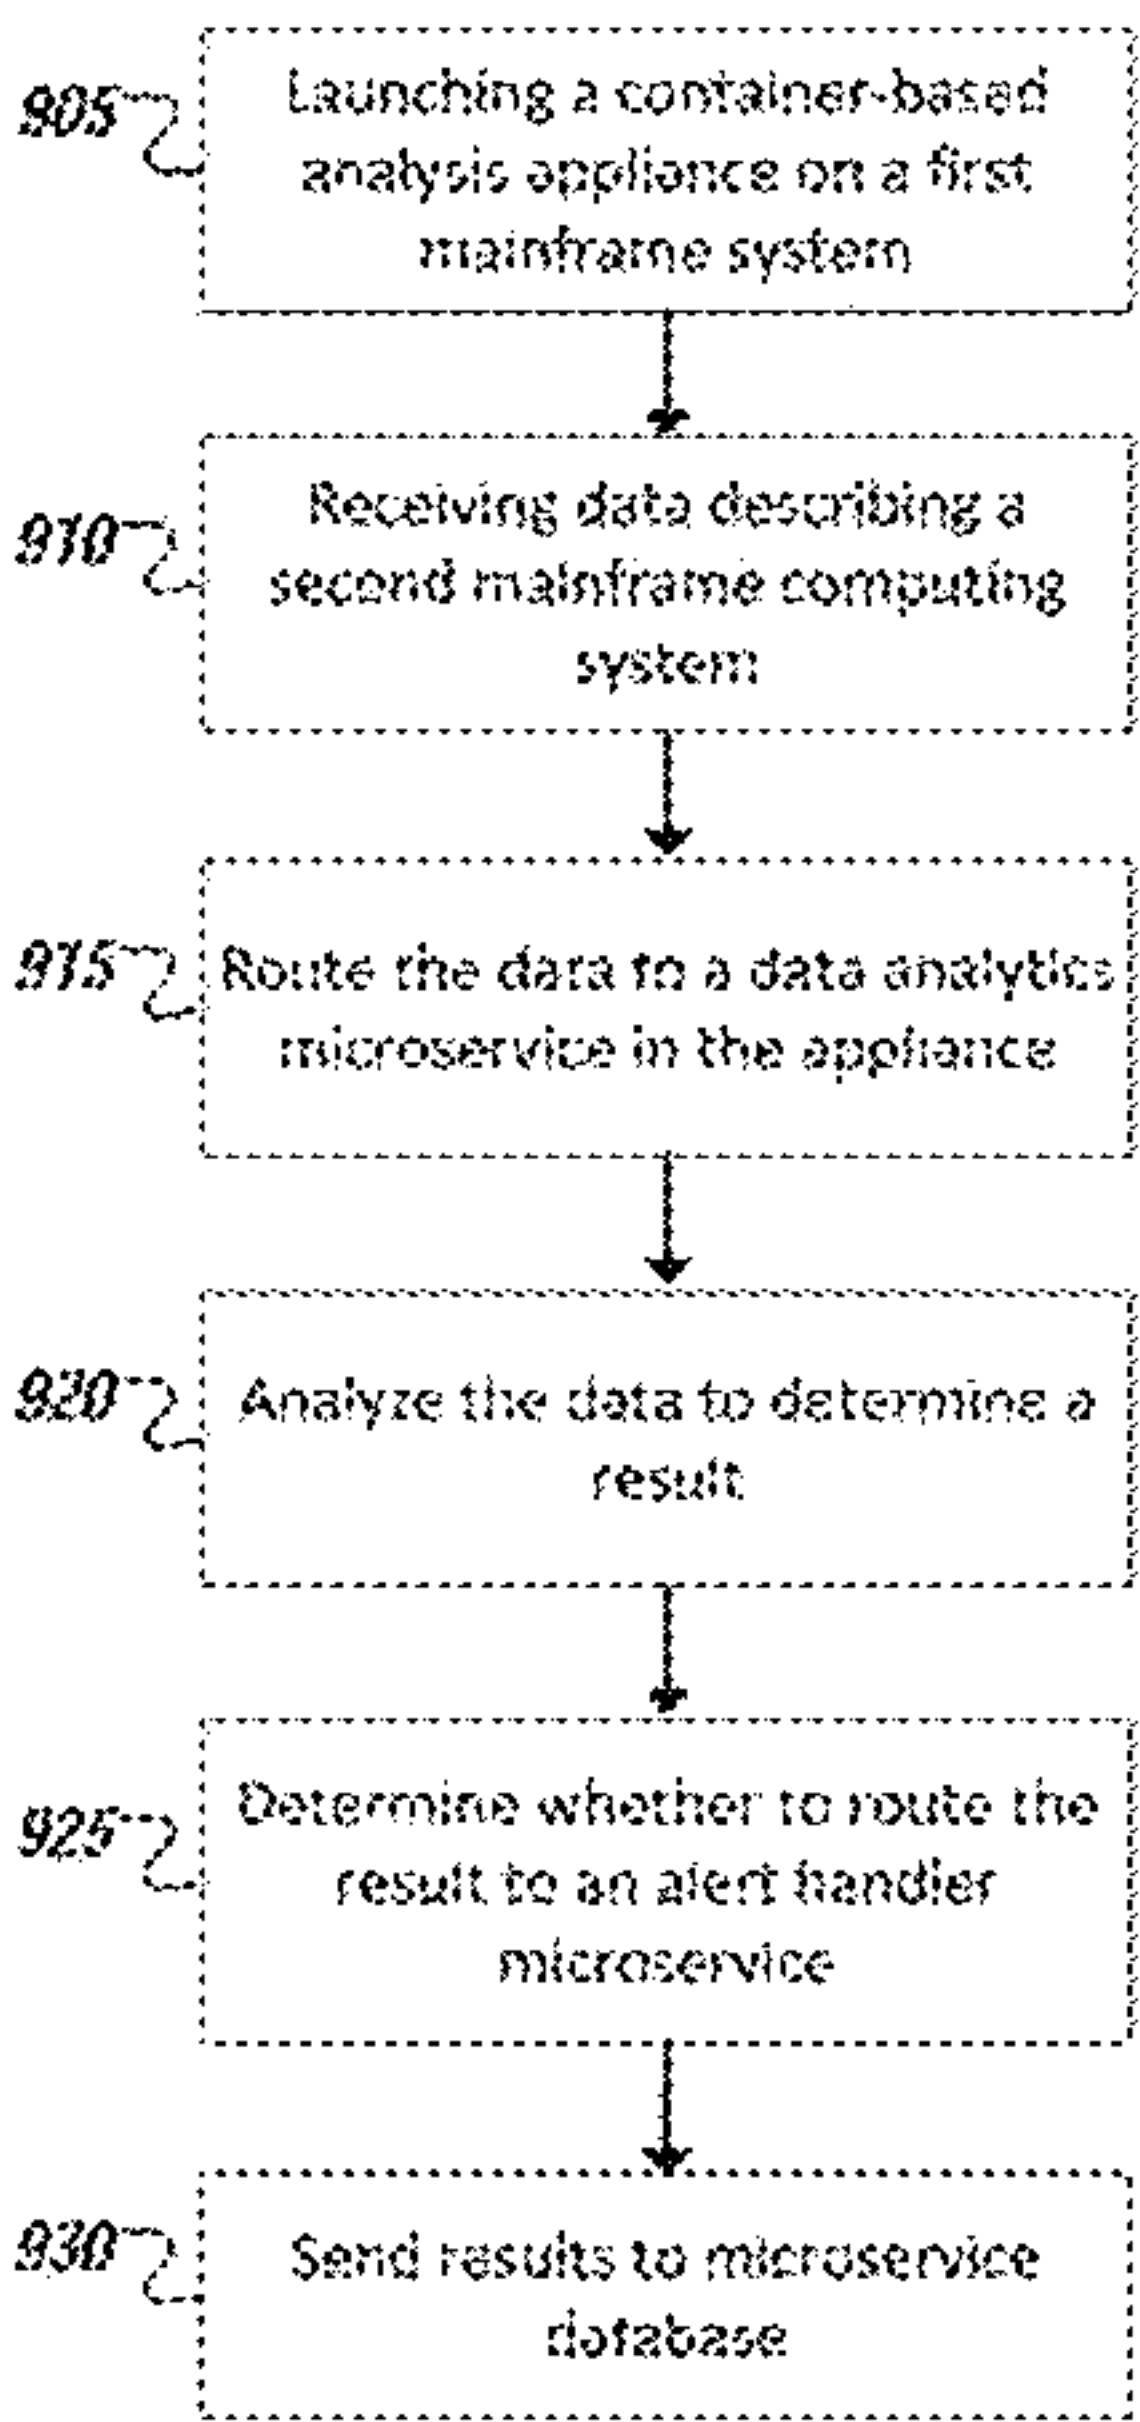 905
Launching a container-based
analysis appliance on a first
mainframe system
910
Receiving data describing a
second mainframe computing
system
915
Route the data to a data analytics
microservice in the appliance
920
Analyze the data to determine a
result
925
Determine whether to route the
result to an alert handler
microservice
930
Send results to microservice
database